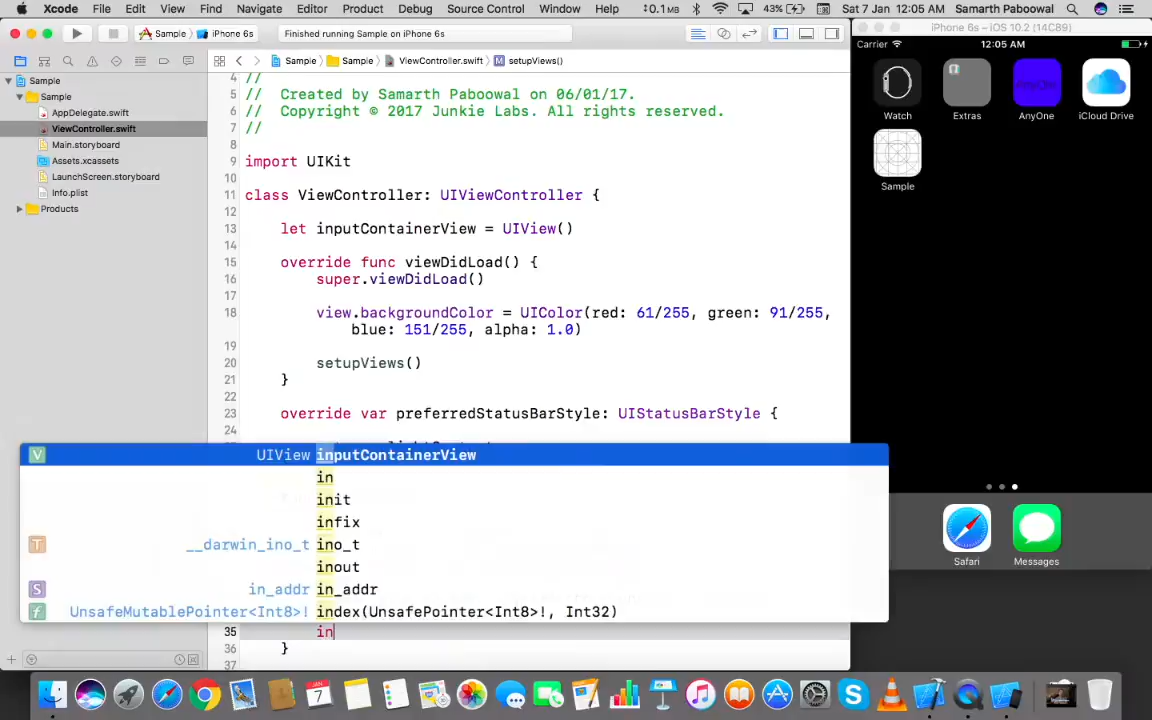 Xcode File Edit View Find Navigate Editor Product Debug Source Control Window Help 0.1MB 43% Sat 7 Jan 12:05 AM Samarth Paboowal
Sample iPhone 6s Finished running Sample on iPhone 6s
iPhone 6s – iOS 10.2 (14C89)
Carrier 12:05 AM
Sample Sample ViewController.swift setupViews()
Sample
Sample
AppDelegate.swift
ViewController.swift
Main.storyboard
Assets.xcassets
LaunchScreen.storyboard
Info.plist
Products
4 //
5 // Created by Samarth Paboowal on 06/01/17.
6 // Copyright © 2017 Junkie Labs. All rights reserved.
7 //
8
9 import UIKit
10
11 class ViewController: UIViewController {
12
13 let inputContainerView = UIView()
14
15 override func viewDidLoad() {
16 super.viewDidLoad()
17
18 view.backgroundColor = UIColor(red: 61/255, green: 91/255,
blue: 151/255, alpha: 1.0)
19
20 setupViews()
21 }
22
23 override var preferredStatusBarStyle: UIStatusBarStyle {
24
V UIView inputContainerView
in
init
infix
T __darwin_ino_t ino_t
inout
S in_addr in_addr
f UnsafeMutablePointer<Int8>! index(UnsafePointer<Int8>!, Int32)
35 in
36 }
37
Watch Extras AnyOne iCloud Drive
Sample
Safari Messages